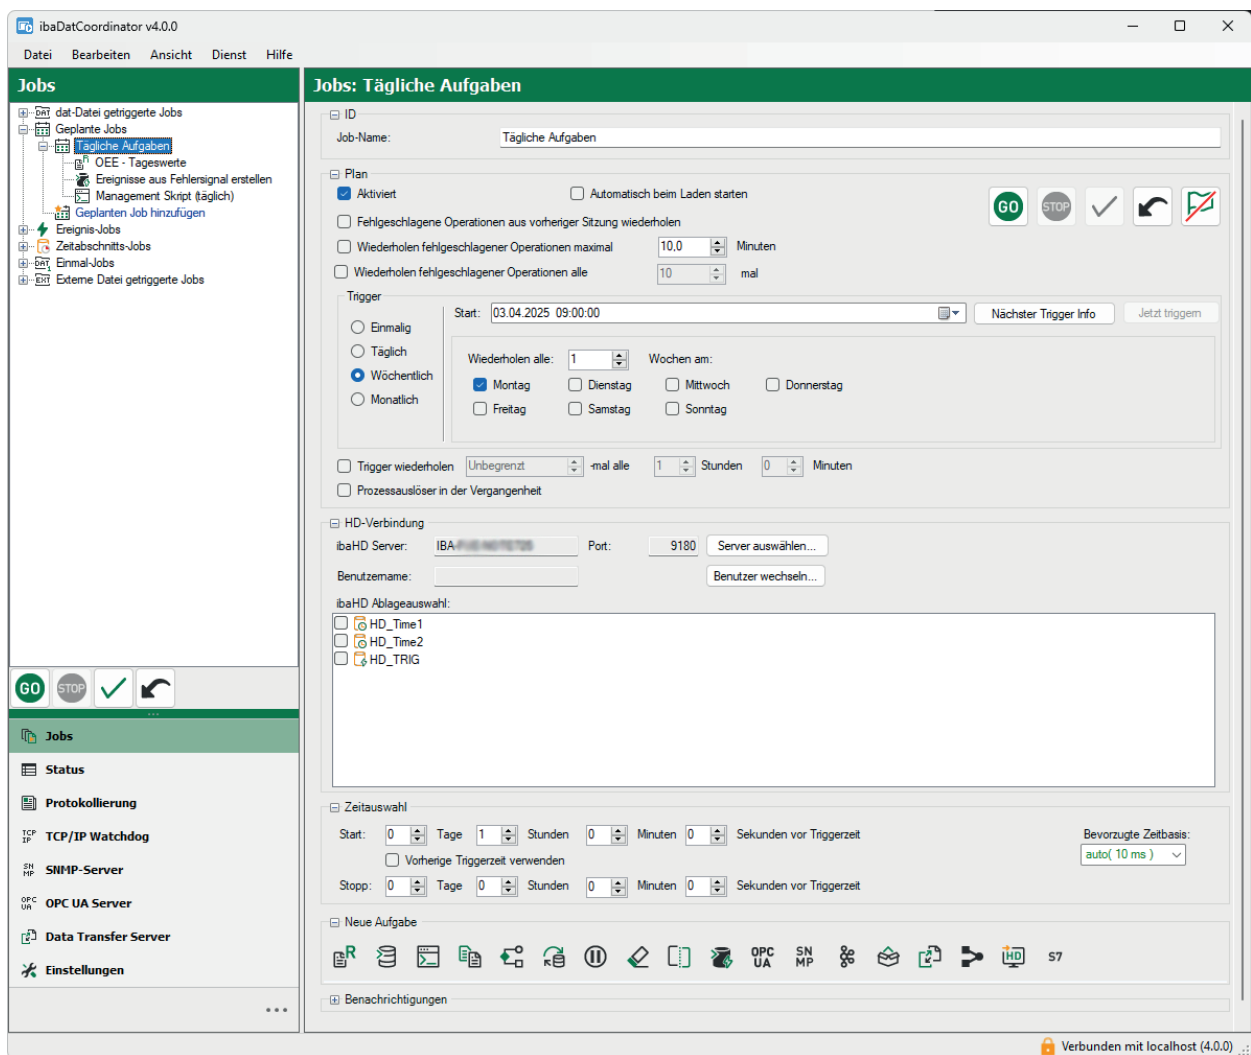 ibaDatCoordinator v4.0.0
Datei Bearbeiten Ansicht Dienst Hilfe
Jobs
dat-Datei getriggerte Jobs
Geplante Jobs
Tägliche Aufgaben
OEE - Tageswerte
Ereignisse aus Fehlersignal erstellen
Management Skript (täglich)
Geplanten Job hinzufügen
Ereignis-Jobs
Zeitabschnitts-Jobs
Einmal-Jobs
Externe Datei getriggerte Jobs
GO STOP
Jobs
Status
Protokollierung
TCP/IP Watchdog
SNMP-Server
OPC UA Server
Data Transfer Server
Einstellungen
Jobs: Tägliche Aufgaben
ID
Job-Name: Tägliche Aufgaben
Plan
Aktiviert Automatisch beim Laden starten
GO STOP
Fehlgeschlagene Operationen aus vorheriger Sitzung wiederholen
Wiederholen fehlgeschlagener Operationen maximal 10,0 Minuten
Wiederholen fehlgeschlagener Operationen alle 10 mal
Trigger
Start: 03.04.2025 09:00:00 Nächster Trigger Info Jetzt triggern
Einmalig
Täglich
Wöchentlich
Monatlich
Wiederholen alle: 1 Wochen am:
Montag Dienstag Mittwoch Donnerstag
Freitag Samstag Sonntag
Trigger wiederholen Unbegrenzt -mal alle 1 Stunden 0 Minuten
Prozessauslöser in der Vergangenheit
HD-Verbindung
ibaHD Server: IBA- Port: 9180 Server auswählen...
Benutzername: Benutzer wechseln...
ibaHD Ablageauswahl:
HD_Time1
HD_Time2
HD_TRIG
Zeitauswahl
Start: 0 Tage 1 Stunden 0 Minuten 0 Sekunden vor Triggerzeit
Bevorzugte Zeitbasis:
auto( 10 ms )
Vorherige Triggerzeit verwenden
Stopp: 0 Tage 0 Stunden 0 Minuten 0 Sekunden vor Triggerzeit
Neue Aufgabe
R OPC UA SN MP HD S7
Benachrichtigungen
Verbunden mit localhost (4.0.0)